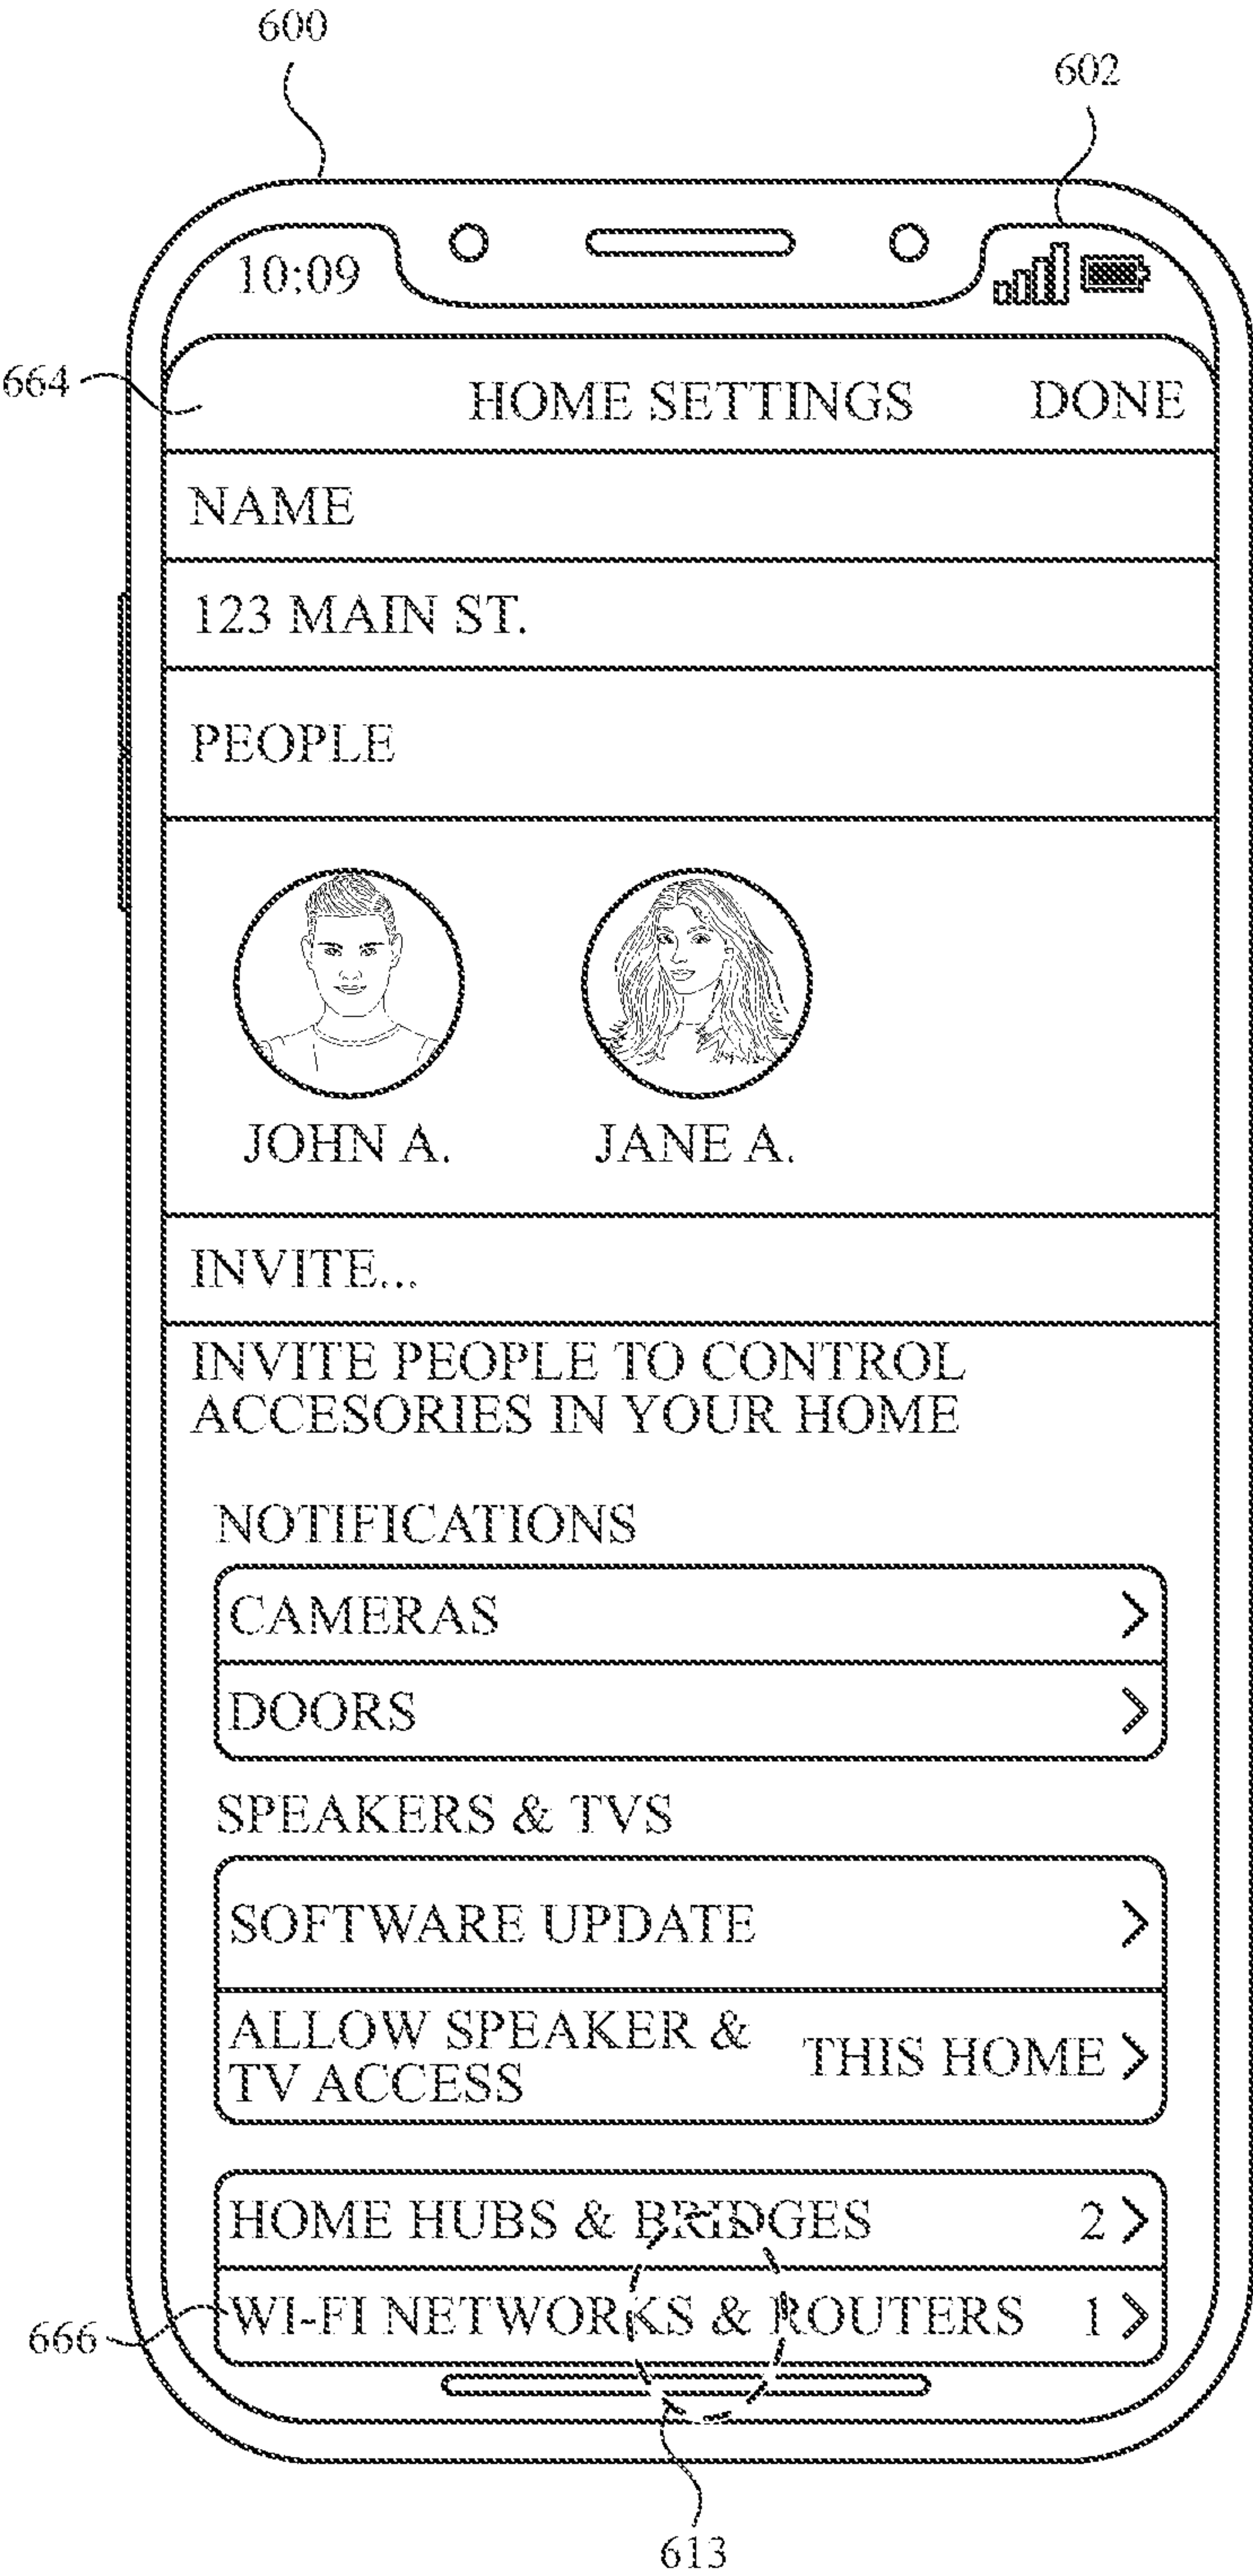 600
602
10:09
664
HOME SETTINGS DONE
NAME
123 MAIN ST.
PEOPLE
JOHN A. JANE A.
INVITE...
INVITE PEOPLE TO CONTROL
ACCESORIES IN YOUR HOME
NOTIFICATIONS
CAMERAS
DOORS
SPEAKERS & TVS
SOFTWARE UPDATE
ALLOW SPEAKER &
TV ACCESS
THIS HOME
HOME HUBS & BRIDGES 2
WI-FI NETWORKS & ROUTERS 1
666
613